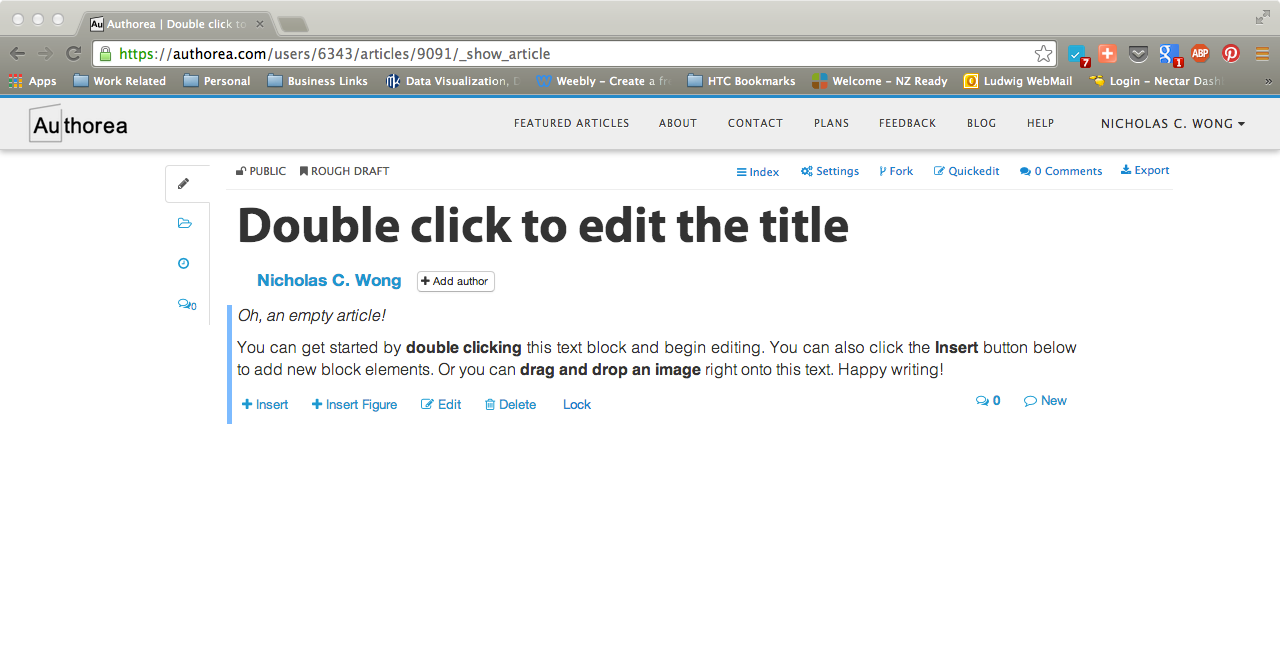 Au Authorea | Double click to
https://authorea.com/users/6343/articles/9091/_show_article
7 1 ABP
Apps Work Related Personal Business Links Data Visualization, Weebly - Create a fr HTC Bookmarks Welcome - NZ Ready Ludwig WebMail Login - Nectar Dash »
Authorea FEATURED ARTICLES ABOUT CONTACT PLANS FEEDBACK BLOG HELP NICHOLAS C. WONG
PUBLIC ROUGH DRAFT Index Settings Fork Quickedit 0 Comments Export
Double click to edit the title
Nicholas C. Wong + Add author
0
Oh, an empty article!
You can get started by double clicking this text block and begin editing. You can also click the Insert button below
to add new block elements. Or you can drag and drop an image right onto this text. Happy writing!
+ Insert + Insert Figure Edit Delete Lock 0 New